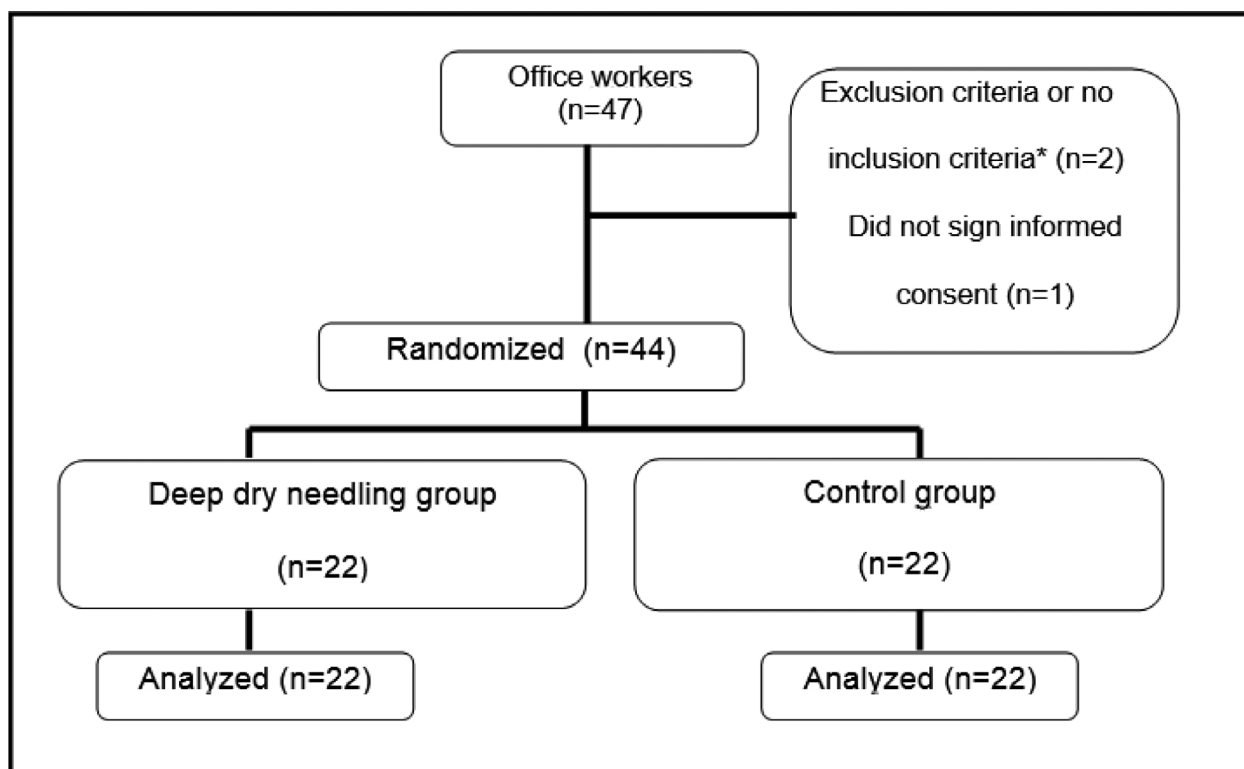 Office workers
(n=47)
Exclusion criteria or no
inclusion criteria* (n=2)
Did not sign informed
consent (n=1)
Randomized (n=44)
Deep dry needling group
(n=22)
Control group
(n=22)
Analyzed (n=22)
Analyzed (n=22)